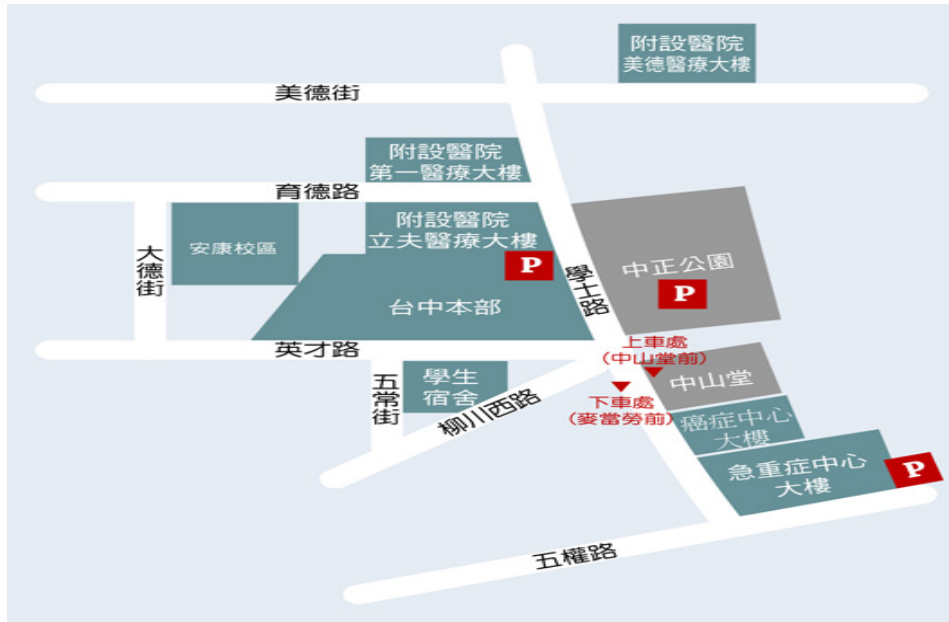 附設醫院
美德醫療大樓
美德街
附設醫院
第一醫療大樓
育德路
附設醫院
立夫醫療大樓
安康校區
大德街
P
學士路
中正公園
P
台中本部
英才路
上車處
(中山堂前)
學生
宿舍
五常街
柳川西路
中山堂
下車處
(麥當勞前)
癌症中心
大樓
急重症中心
大樓
P
五權路